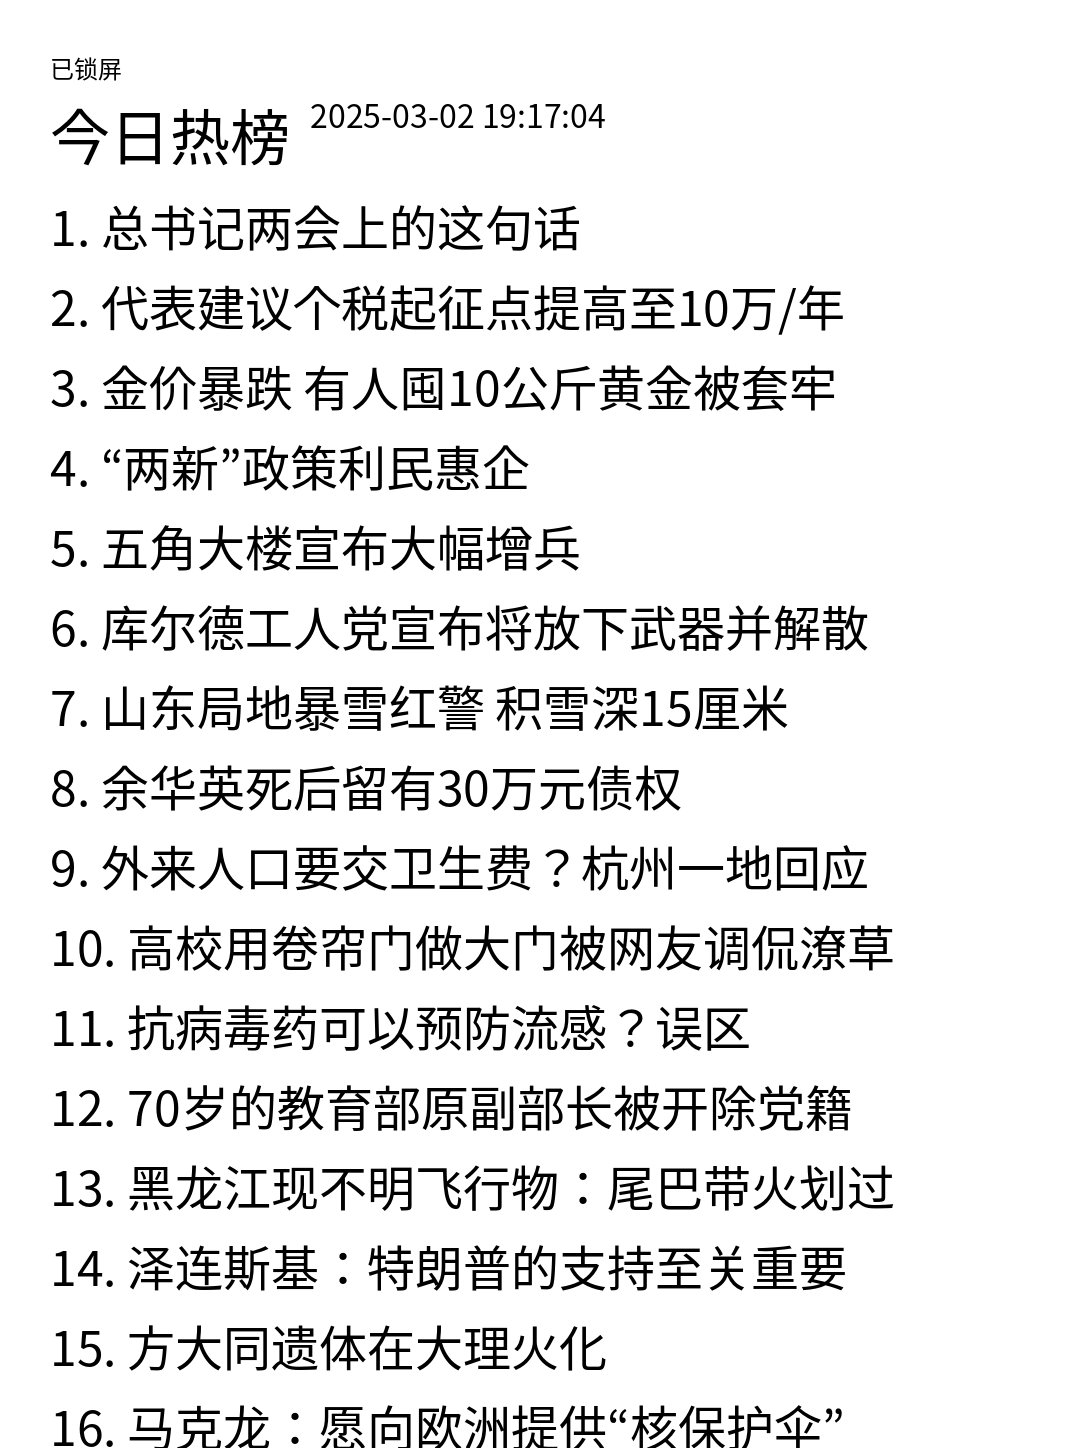 已锁屏
今日热榜 2025-03-02 19:17:04
1. 总书记两会上的这句话
2. 代表建议个税起征点提高至10万/年
3. 金价暴跌 有人囤10公斤黄金被套牢
4. “两新”政策利民惠企
5. 五角大楼宣布大幅增兵
6. 库尔德工人党宣布将放下武器并解散
7. 山东局地暴雪红警 积雪深15厘米
8. 余华英死后留有30万元债权
9. 外来人口要交卫生费？杭州一地回应
10. 高校用卷帘门做大门被网友调侃潦草
11. 抗病毒药可以预防流感？误区
12. 70岁的教育部原副部长被开除党籍
13. 黑龙江现不明飞行物：尾巴带火划过
14. 泽连斯基：特朗普的支持至关重要
15. 方大同遗体在大理火化
16. 马克龙：愿向欧洲提供“核保护伞”